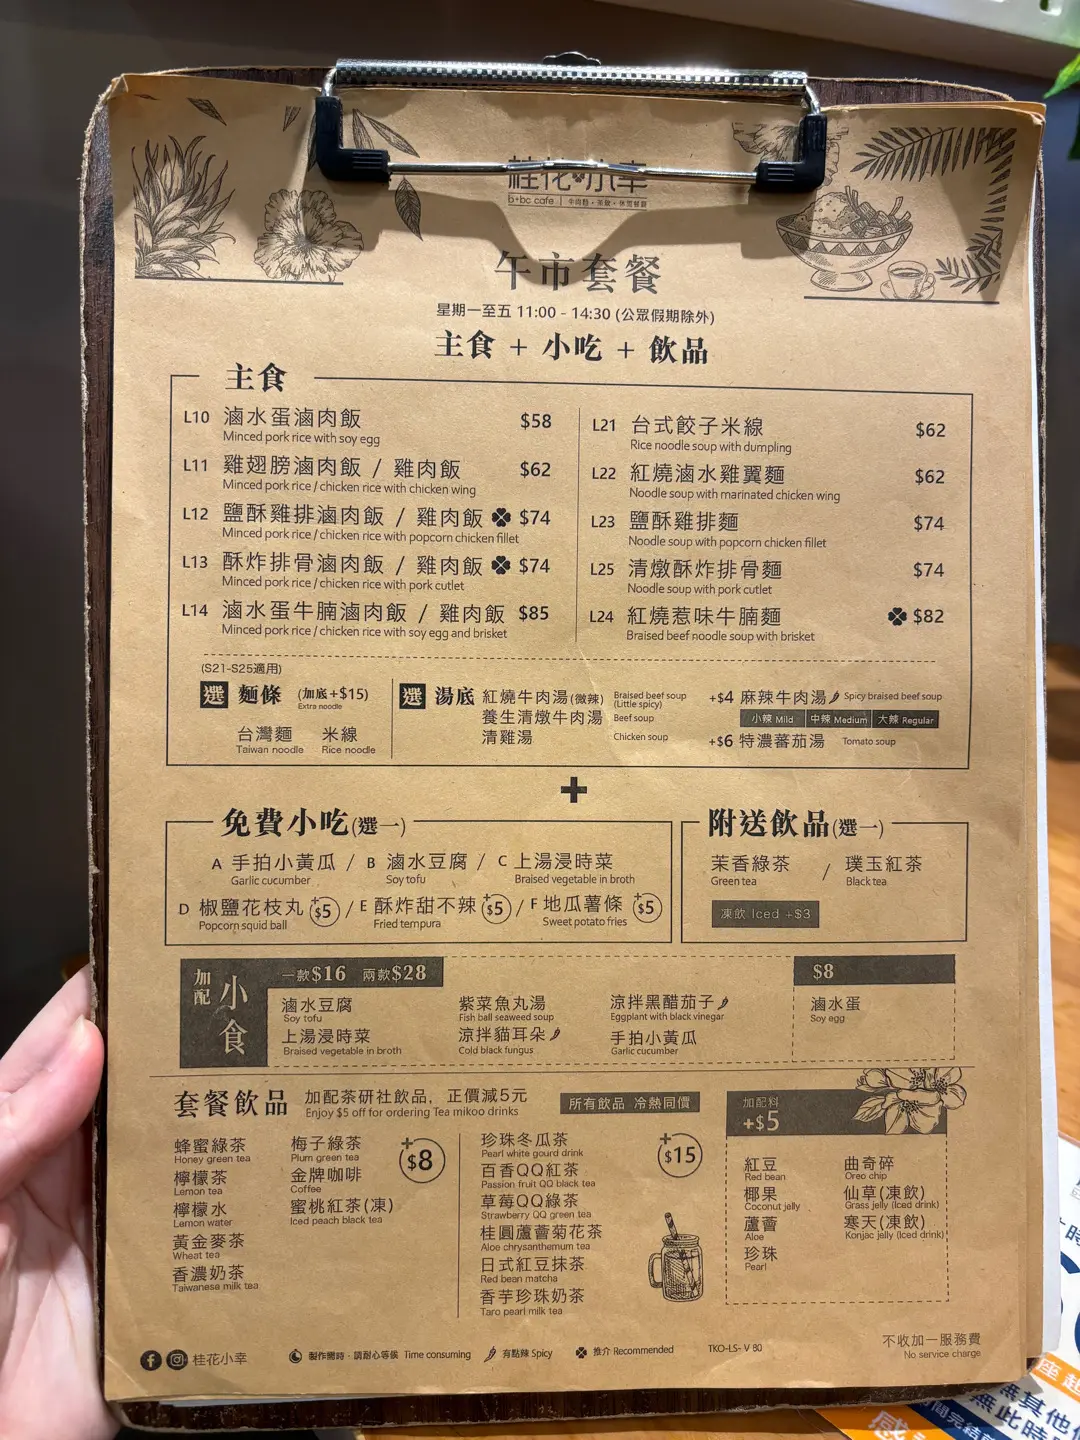 桂花小幸
b+bc cafe | 牛肉麵・茶飲・休閒餐廳
午市套餐
星期一至五 11:00 - 14:30 (公眾假期除外)
主食 + 小吃 + 飲品
主食
L10 滷水蛋滷肉飯 $58
Minced pork rice with soy egg
L11 雞翅膀滷肉飯 / 雞肉飯 $62
Minced pork rice / chicken rice with chicken wing
L12 鹽酥雞排滷肉飯 / 雞肉飯 $74
Minced pork rice / chicken rice with popcorn chicken fillet
L13 酥炸排骨滷肉飯 / 雞肉飯 $74
Minced pork rice / chicken rice with pork cutlet
L14 滷水蛋牛腩滷肉飯 / 雞肉飯 $85
Minced pork rice / chicken rice with soy egg and brisket
L21 台式餃子米線 $62
Rice noodle soup with dumpling
L22 紅燒滷水雞翼麵 $62
Noodle soup with marinated chicken wing
L23 鹽酥雞排麵 $74
Noodle soup with popcorn chicken fillet
L25 清燉酥炸排骨麵 $74
Noodle soup with pork cutlet
L24 紅燒惹味牛腩麵 $82
Braised beef noodle soup with brisket
(S21-S25適用)
選 麵條 (加底+$15)
Extra noodle
台灣麵 米線
Taiwan noodle Rice noodle
選 湯底 紅燒牛肉湯(微辣) Braised beef soup (Little spicy)
養生清燉牛肉湯 Beef soup
清雞湯 Chicken soup
+$4 麻辣牛肉湯 Spicy braised beef soup
小辣 Mild 中辣 Medium 大辣 Regular
+$6 特濃蕃茄湯 Tomato soup
+
免費小吃(選一)
A 手拍小黃瓜 / B 滷水豆腐 / C 上湯浸時菜
Garlic cucumber Soy tofu Braised vegetable in broth
D 椒鹽花枝丸 +$5 / E 酥炸甜不辣 +$5 / F 地瓜薯條 +$5
Popcorn squid ball Fried tempura Sweet potato fries
附送飲品(選一)
茉香綠茶 / 璞玉紅茶
Green tea Black tea
凍飲 Iced +$3
加配 小食
一款$16 兩款$28
滷水豆腐
Soy tofu
上湯浸時菜
Braised vegetable in broth
紫菜魚丸湯
Fish ball seaweed soup
涼拌貓耳朵
Cold black fungus
涼拌黑醋茄子
Eggplant with black vinegar
手拍小黃瓜
Garlic cucumber
$8
滷水蛋
Soy egg
套餐飲品 加配茶研社飲品，正價減5元
Enjoy $5 off for ordering Tea mikoo drinks
所有飲品 冷熱同價
蜂蜜綠茶
Honey green tea
檸檬茶
Lemon tea
檸檬水
Lemon water
黃金麥茶
Wheat tea
香濃奶茶
Taiwanese milk tea
梅子綠茶
Plum green tea
金牌咖啡
Coffee
蜜桃紅茶(凍)
Iced peach black tea
+$8
珍珠冬瓜茶
Pearl white gourd drink
百香QQ紅茶
Passion fruit QQ black tea
草莓QQ綠茶
Strawberry QQ green tea
桂圓蘆薈菊花茶
Aloe chrysanthemum tea
日式紅豆抹茶
Red bean matcha
香芋珍珠奶茶
Taro pearl milk tea
+$15
加配料
+$5
紅豆
Red bean
椰果
Coconut jelly
蘆薈
Aloe
珍珠
Pearl
曲奇碎
Oreo chip
仙草(凍飲)
Grass jelly (Iced drink)
寒天(凍飲)
Konjac jelly (Iced drink)
桂花小幸
製作需時・請耐心等候 Time consuming
有點辣 Spicy
推介 Recommended
TKO-LS- V 80
不收加一服務費
No service charge